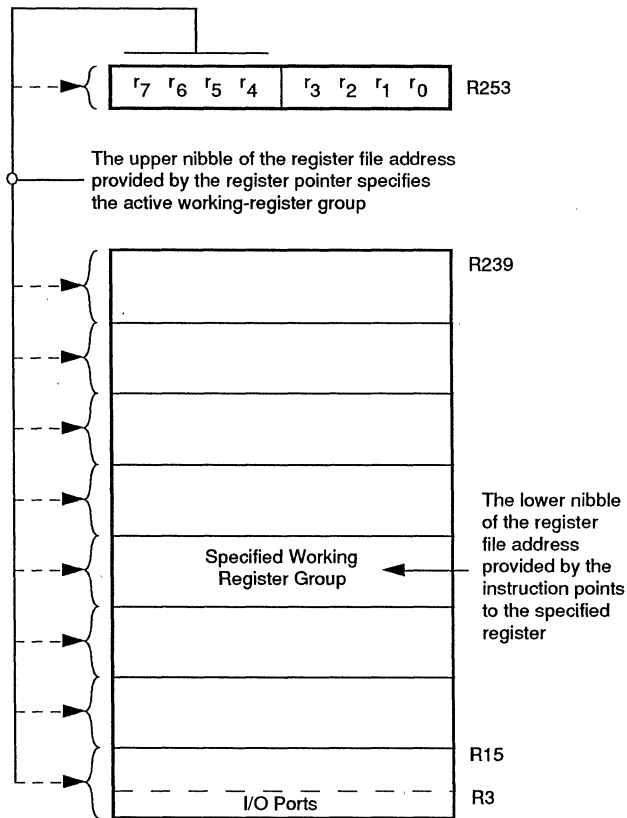 r7 r6 r5 r4 r3 r2 r1 r0 R253
The upper nibble of the register file address
provided by the register pointer specifies
the active working-register group
R239
The lower nibble
of the register
file address
provided by the
instruction points
to the specified
register
Specified Working
Register Group
R15
R3
I/O Ports